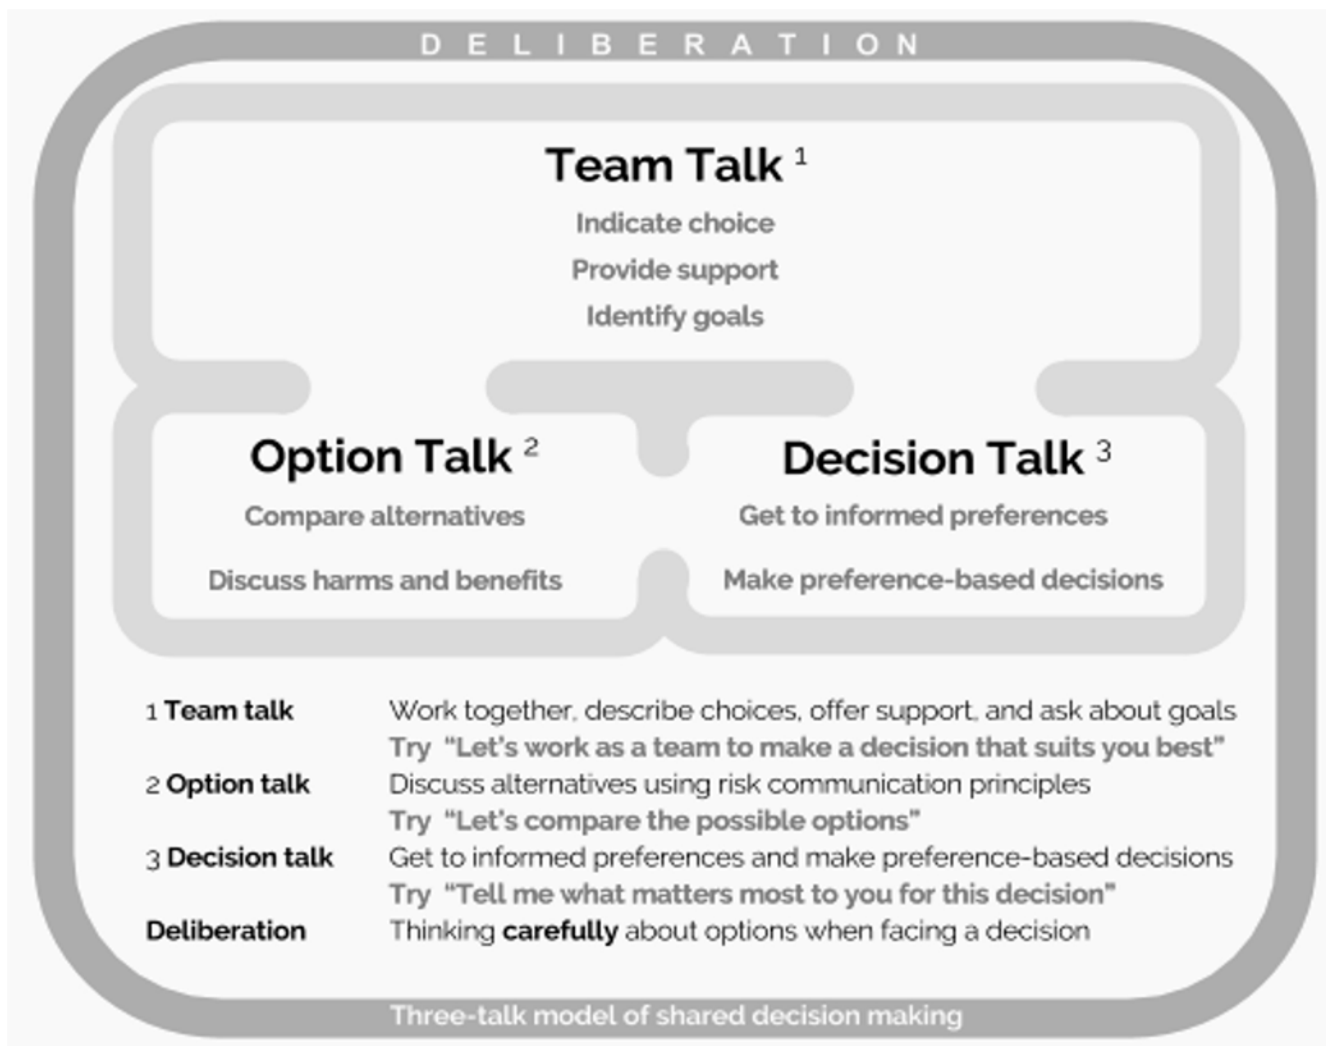 DELIBERATION
Team Talk 1
Indicate choice
Provide support
Identify goals
Option Talk 2
Compare alternatives
Discuss harms and benefits
Decision Talk 3
Get to informed preferences
Make preference-based decisions
1 Team talk Work together, describe choices, offer support, and ask about goals
Try “Let’s work as a team to make a decision that suits you best”
2 Option talk Discuss alternatives using risk communication principles
Try “Let’s compare the possible options”
3 Decision talk Get to informed preferences and make preference-based decisions
Try “Tell me what matters most to you for this decision”
Deliberation Thinking carefully about options when facing a decision
Three-talk model of shared decision making